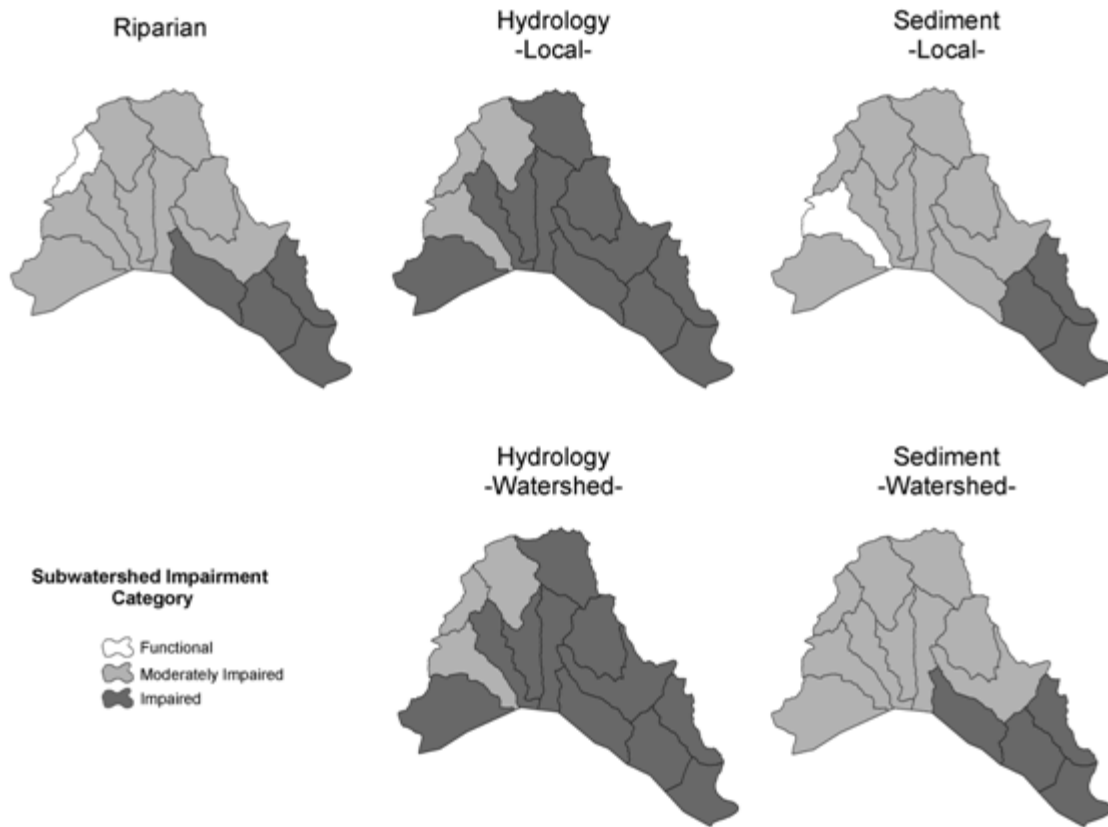 Riparian
Hydrology
-Local-
Sediment
-Local-
Hydrology
-Watershed-
Sediment
-Watershed-
Subwatershed Impairment
Category
Functional
Moderately Impaired
Impaired